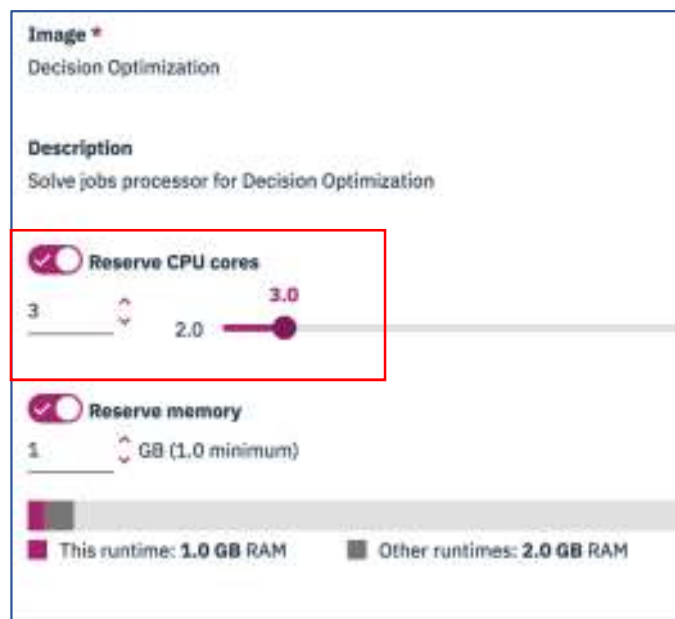 Image *
Decision Optimization
Description
Solve jobs processor for Decision Optimization
Reserve CPU cores
3.0
3
2.0
Reserve memory
1 GB (1.0 minimum)
This runtime: 1.0 GB RAM Other runtimes: 2.0 GB RAM